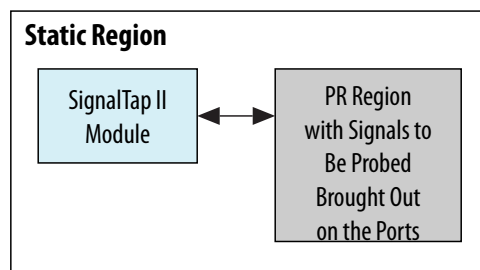 Static Region
SignalTap II
Module
PR Region
with Signals to
Be Probed
Brought Out
on the Ports